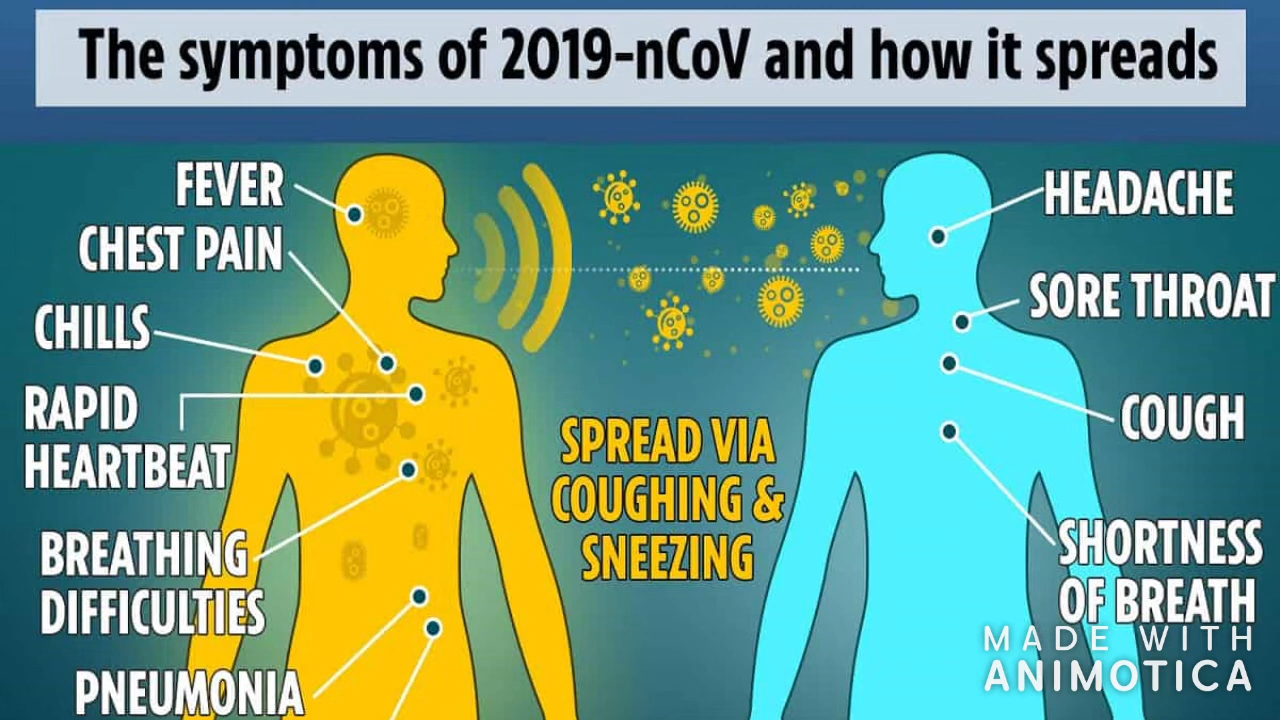 The symptoms of 2019-nCoV and how it spreads
FEVER
CHEST PAIN
CHILLS
RAPID
HEARTBEAT
BREATHING
DIFFICULTIES
PNEUMONIA
SPREAD VIA
COUGHING &
SNEEZING
HEADACHE
SORE THROAT
COUGH
SHORTNESS
OF BREATH
MADE WITH
ANIMOTICA